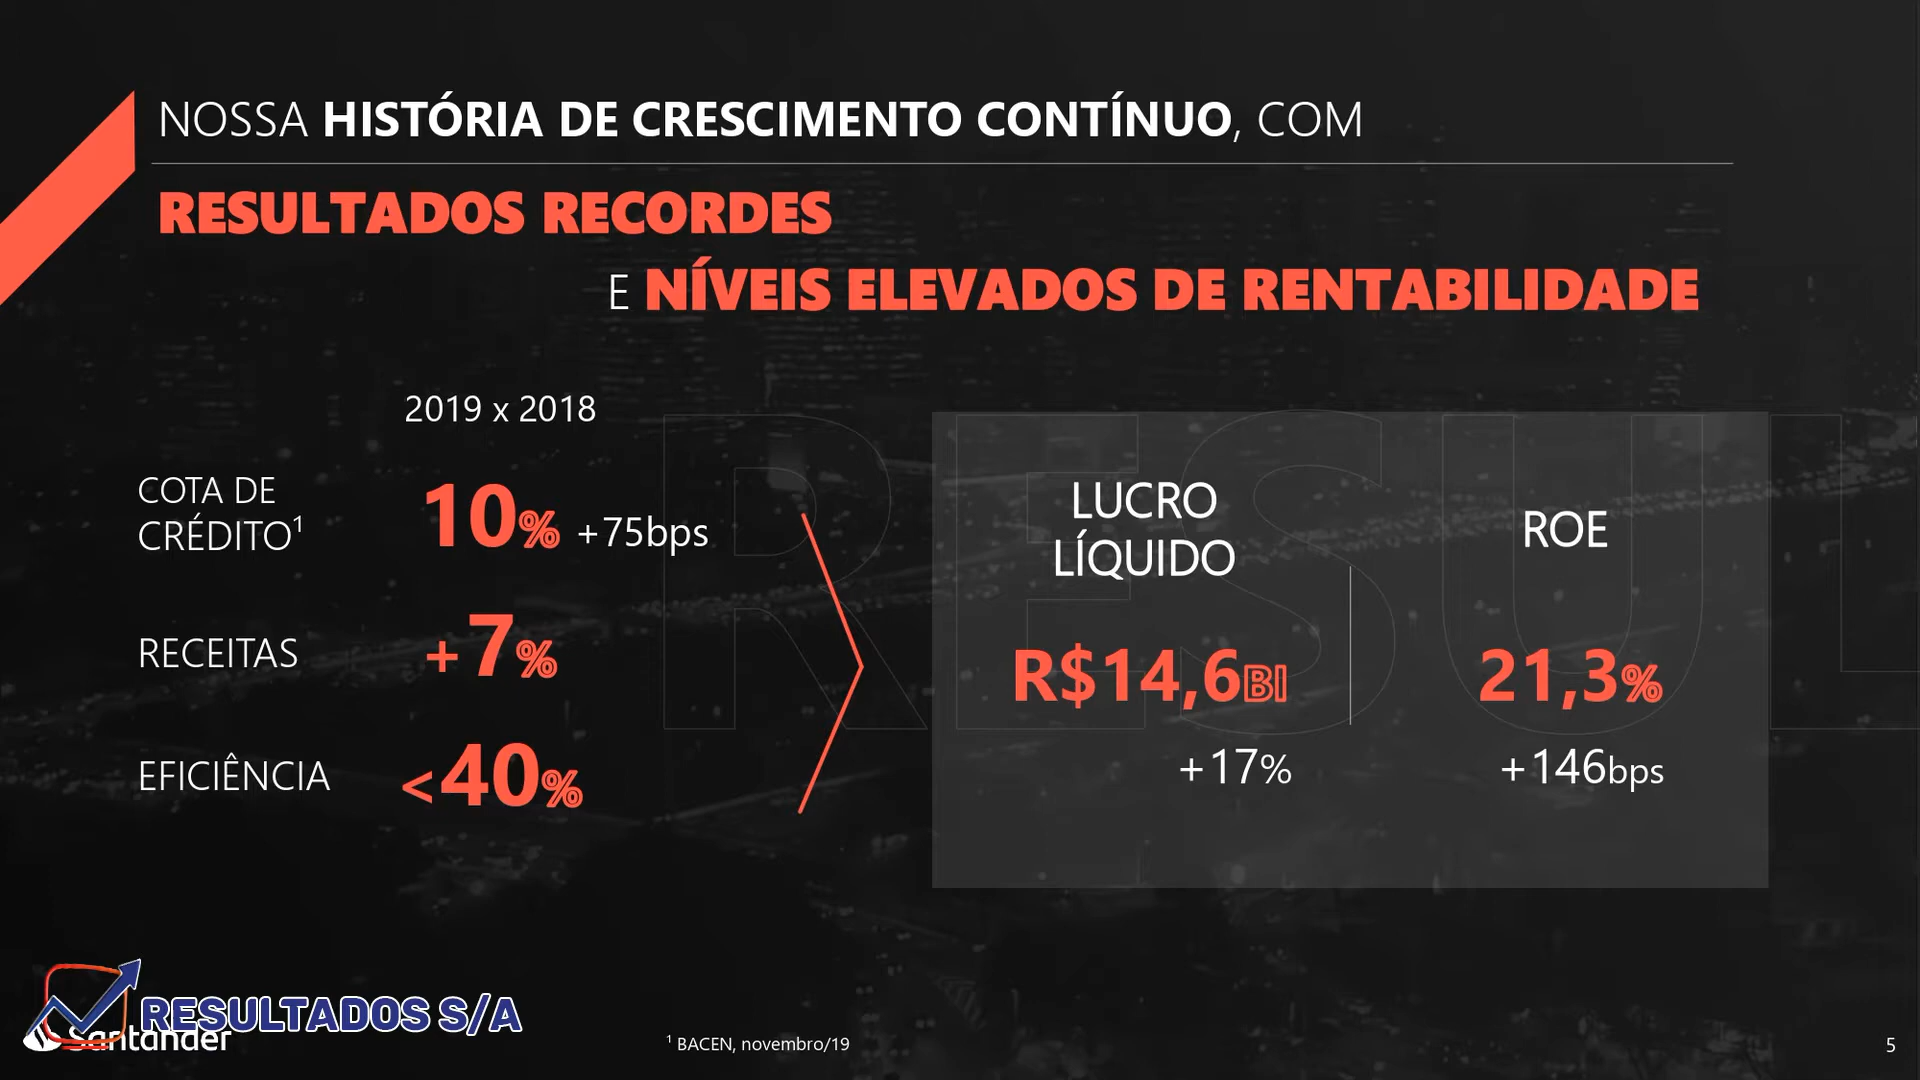 NOSSA HISTÓRIA DE CRESCIMENTO CONTÍNUO, COM
RESULTADOS RECORDES
E NÍVEIS ELEVADOS DE RENTABILIDADE
2019 x 2018
COTA DE
CRÉDITO¹
10% +75bps
RECEITAS
+7%
EFICIÊNCIA
<40%
RESUL
LUCRO
LÍQUIDO
R$14,6BI
+17%
ROE
21,3%
+146bps
RESULTADOS S/A
Santander
¹ BACEN, novembro/19
5